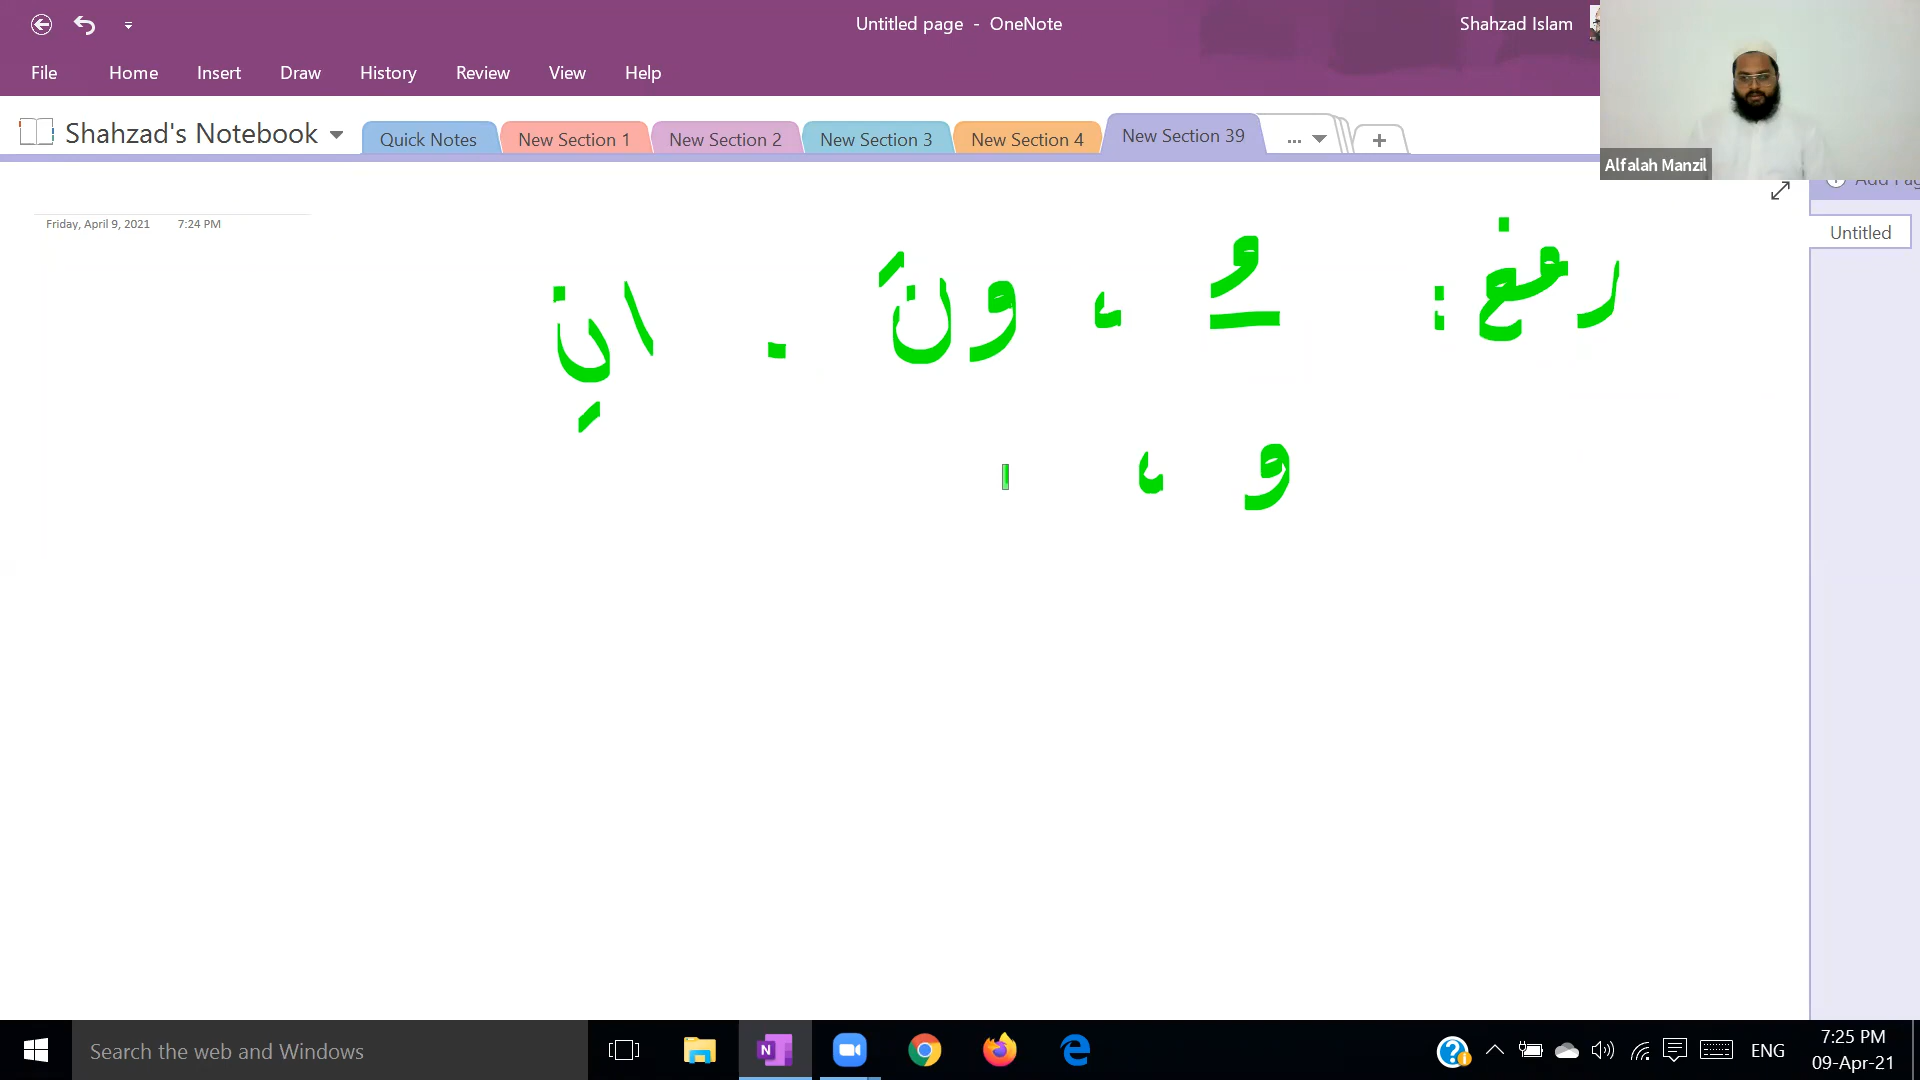 Untitled page - OneNote
Shahzad Islam
File Home Insert Draw History Review View Help
Shahzad's Notebook Quick Notes New Section 1 New Section 2 New Section 3 New Section 4 New Section 39 ... +
Alfalah Manzil
Add Pag
Untitled
Friday, April 9, 2021 7:24 PM
رفع : ـُ ، ونَ . انِ
و ، ا
Search the web and Windows
ENG
7:25 PM
09-Apr-21